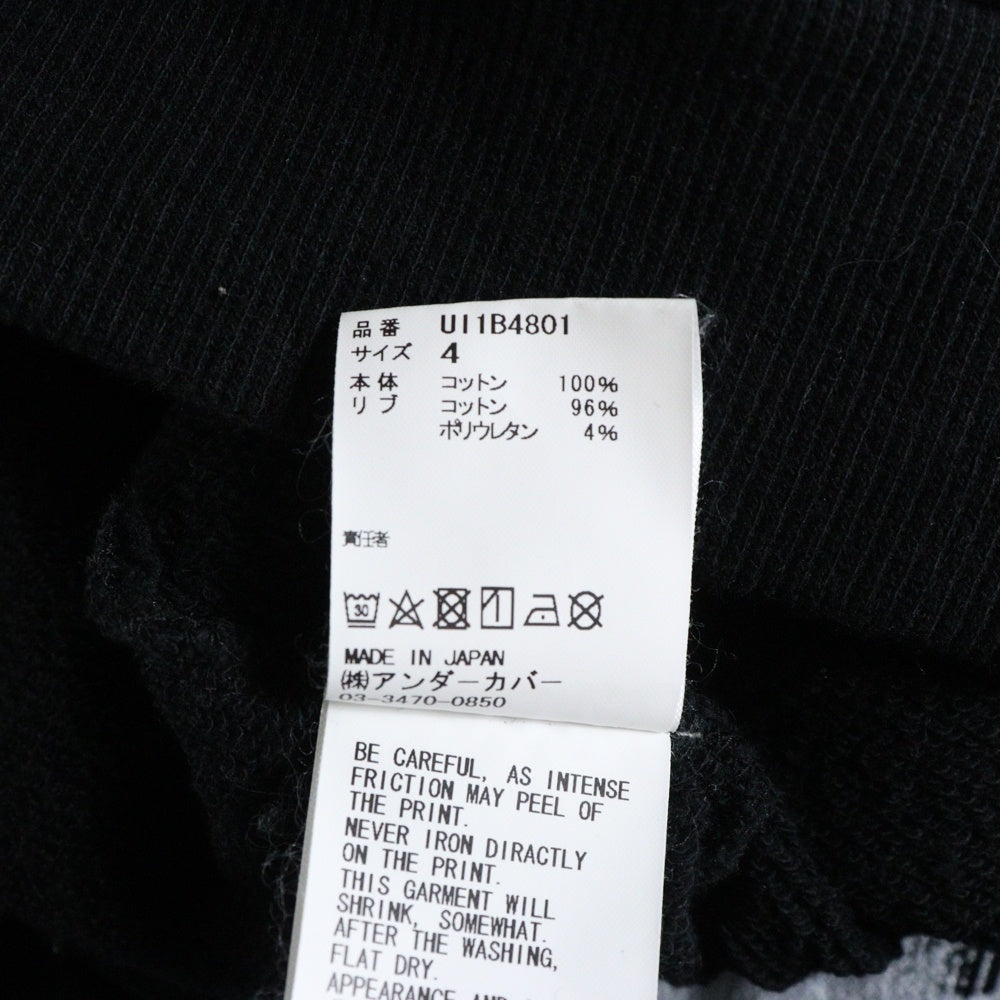 品番 UI1B4801
サイズ 4
本体 コットン 100%
リブ コットン 96%
ポリウレタン 4%
責任者
30
MADE IN JAPAN
㈱アンダーカバー
03-3470-0850
BE CAREFUL, AS INTENSE
FRICTION MAY PEEL OF
THE PRINT.
NEVER IRON DIRACTLY
ON THE PRINT.
THIS GARMENT WILL
SHRINK, SOMEWHAT.
AFTER THE WASHING,
FLAT DRY.
APPEARANCE AND